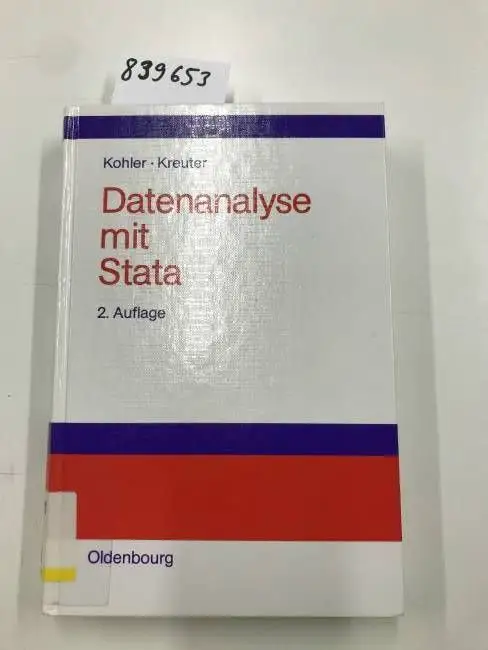 839653
Kohler · Kreuter
Datenanalyse
mit
Stata
2. Auflage
Oldenbourg